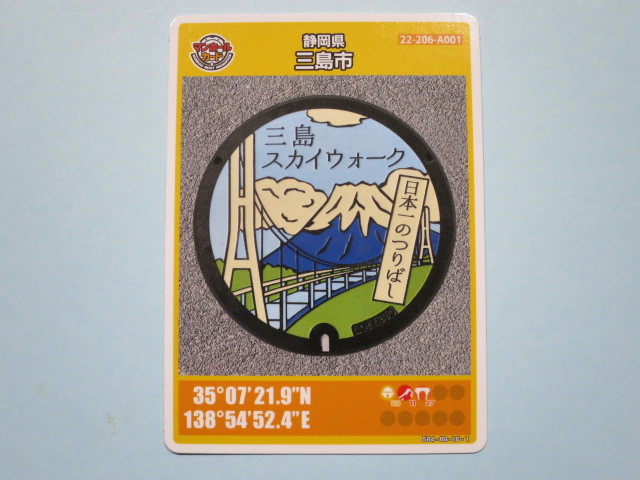 マンホール
カード
静岡県
三島市
22-206-A001
三島
スカイウォーク
日本一のつりばし
35°07'21.9"N
138°54'52.4"E